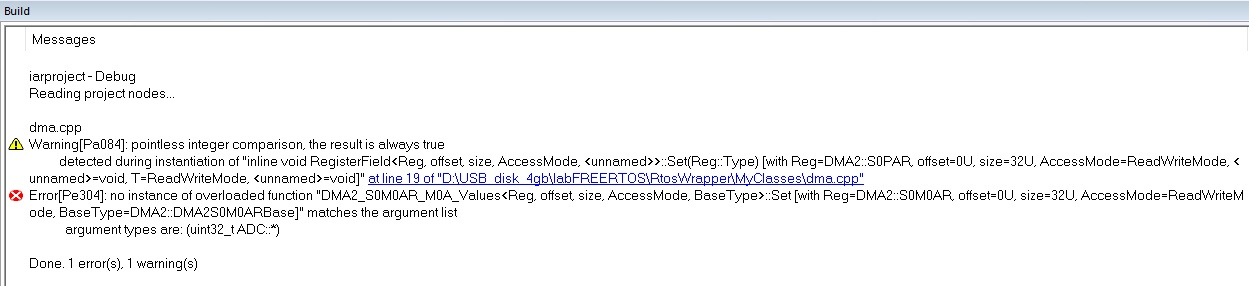 Build
Messages
iarproject - Debug
Reading project nodes...
dma.cpp
Warning[Pa084]: pointless integer comparison, the result is always true
detected during instantiation of "inline void RegisterField<Reg, offset, size, AccessMode, <unnamed>>::Set(Reg::Type) [with Reg=DMA2::S0PAR, offset=0U, size=32U, AccessMode=ReadWriteMode, <
unnamed>=void, T=ReadWriteMode, <unnamed>=void]" at line 19 of "D:\USB_disk_4gb\labFREERTOS\RtosWrapper\MyClasses\dma.cpp"
Error[Pe304]: no instance of overloaded function "DMA2_S0M0AR_M0A_Values<Reg, offset, size, AccessMode, BaseType>::Set [with Reg=DMA2::S0M0AR, offset=0U, size=32U, AccessMode=ReadWriteM
ode, BaseType=DMA2::DMA2S0M0ARBase]" matches the argument list
argument types are: (uint32_t ADC::*)
Done. 1 error(s), 1 warning(s)